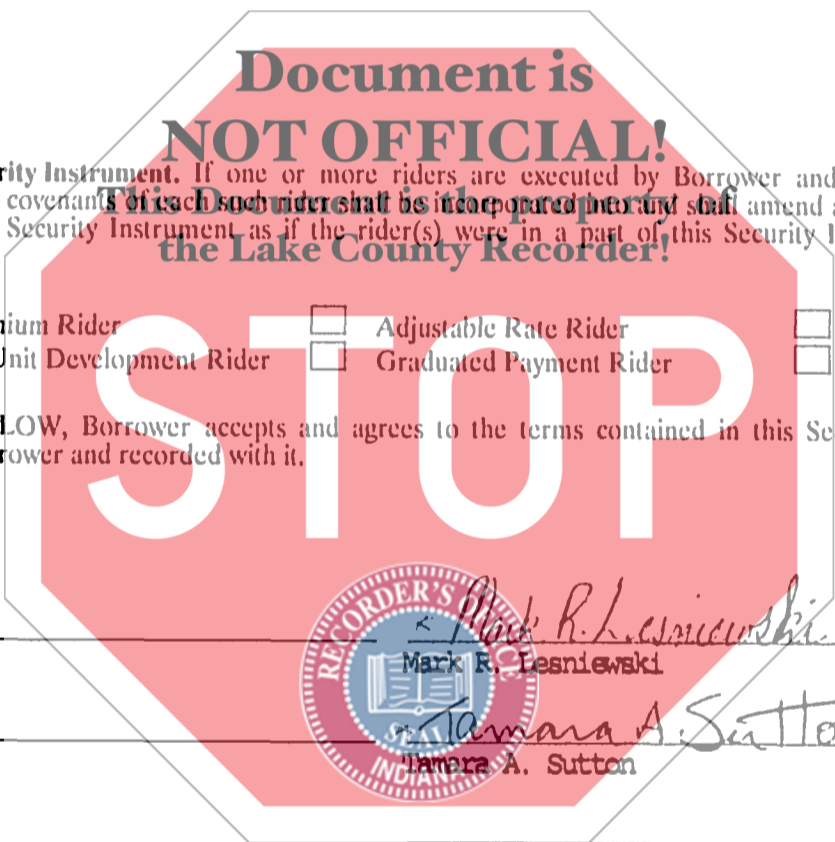 Document is
NOT OFFICIAL!
rity Instrument. If one or more riders are executed by Borrower and
This Document is the property of
covenants of each such rider shall be incorporated into and shall amend a
Security Instrument as if the rider(s) were in a part of this Security I
the Lake County Recorder!
nium Rider Adjustable Rate Rider
Unit Development Rider Graduated Payment Rider
STOP
LOW, Borrower accepts and agrees to the terms contained in this Se
rower and recorded with it.
RECORDER'S OFFICE
Mark R. Lesniewski
Mark R. Lesniewski
SEAL
Tamara A. Sutto
Tamara A. Sutton
INDIANA